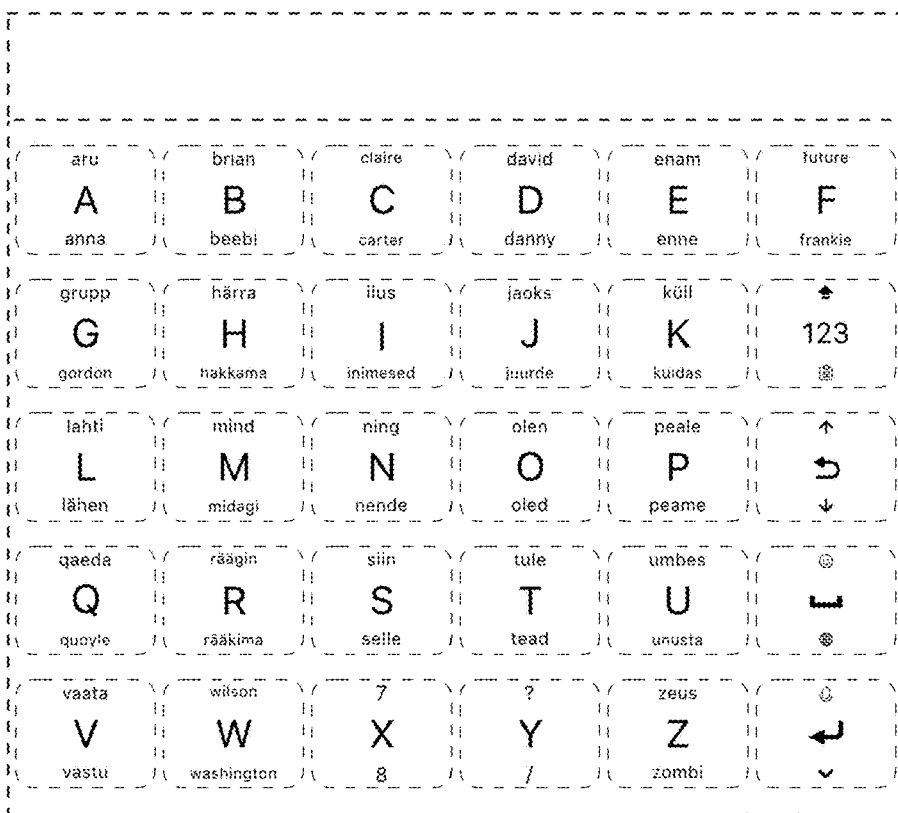 aru brian claire david enam future
A B C D E F
anna beebi carter danny enne frankie
grupp härra ilus jaoks küll
G H I J K 123
gordon hakkama inimesed juurde kuidas
lahti mind ning olen peale
L M N O P
lähen midagi nende oled peame
qaeda räägin siin tule umbes
Q R S T U
quoyle rääkima selle tead unusta
vaata wilson 7 ? zeus
V W X Y Z
vastu washington 8 / zombi